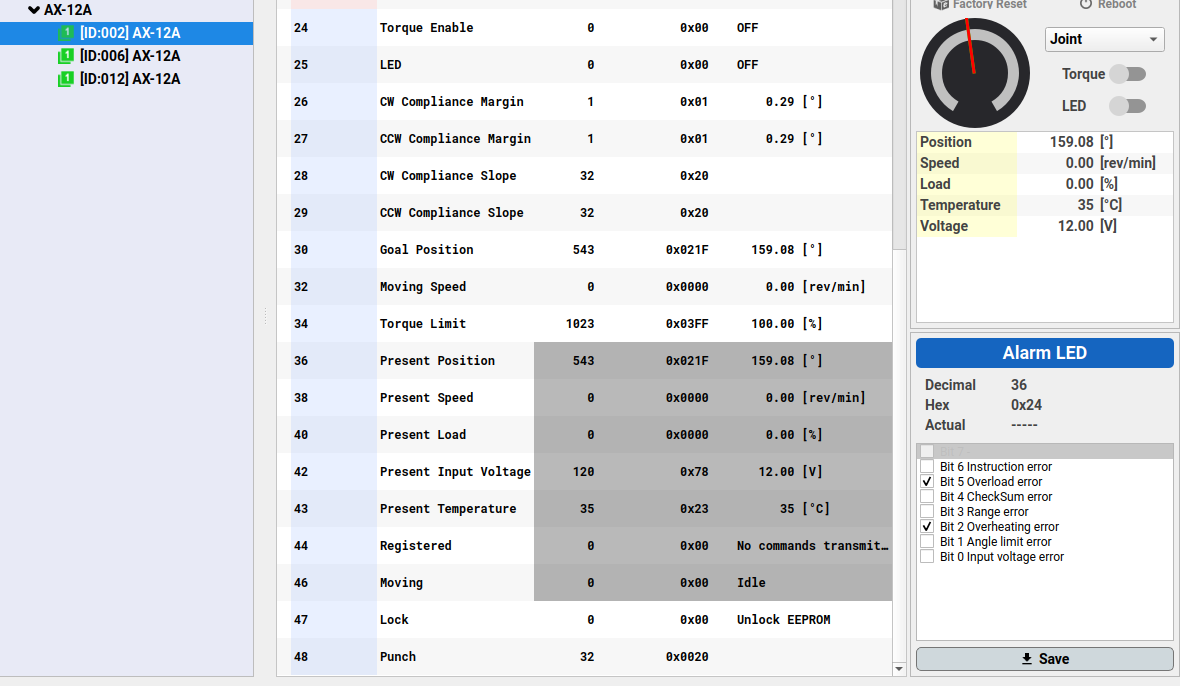 AX-12A
1 [ID:002] AX-12A
1 [ID:006] AX-12A
1 [ID:012] AX-12A
24 Torque Enable 0 0x00 OFF
25 LED 0 0x00 OFF
26 CW Compliance Margin 1 0x01 0.29 [°]
27 CCW Compliance Margin 1 0x01 0.29 [°]
28 CW Compliance Slope 32 0x20
29 CCW Compliance Slope 32 0x20
30 Goal Position 543 0x021F 159.08 [°]
32 Moving Speed 0 0x0000 0.00 [rev/min]
34 Torque Limit 1023 0x03FF 100.00 [%]
36 Present Position 543 0x021F 159.08 [°]
38 Present Speed 0 0x0000 0.00 [rev/min]
40 Present Load 0 0x0000 0.00 [%]
42 Present Input Voltage 120 0x78 12.00 [V]
43 Present Temperature 35 0x23 35 [°C]
44 Registered 0 0x00 No commands transmit…
46 Moving 0 0x00 Idle
47 Lock 0 0x00 Unlock EEPROM
48 Punch 32 0x0020
Factory Reset Reboot
Joint
Torque
LED
Position 159.08 [°]
Speed 0.00 [rev/min]
Load 0.00 [%]
Temperature 35 [°C]
Voltage 12.00 [V]
Alarm LED
Decimal 36
Hex 0x24
Actual -----
Bit 7
Bit 6 Instruction error
Bit 5 Overload error
Bit 4 CheckSum error
Bit 3 Range error
Bit 2 Overheating error
Bit 1 Angle limit error
Bit 0 Input voltage error
Save